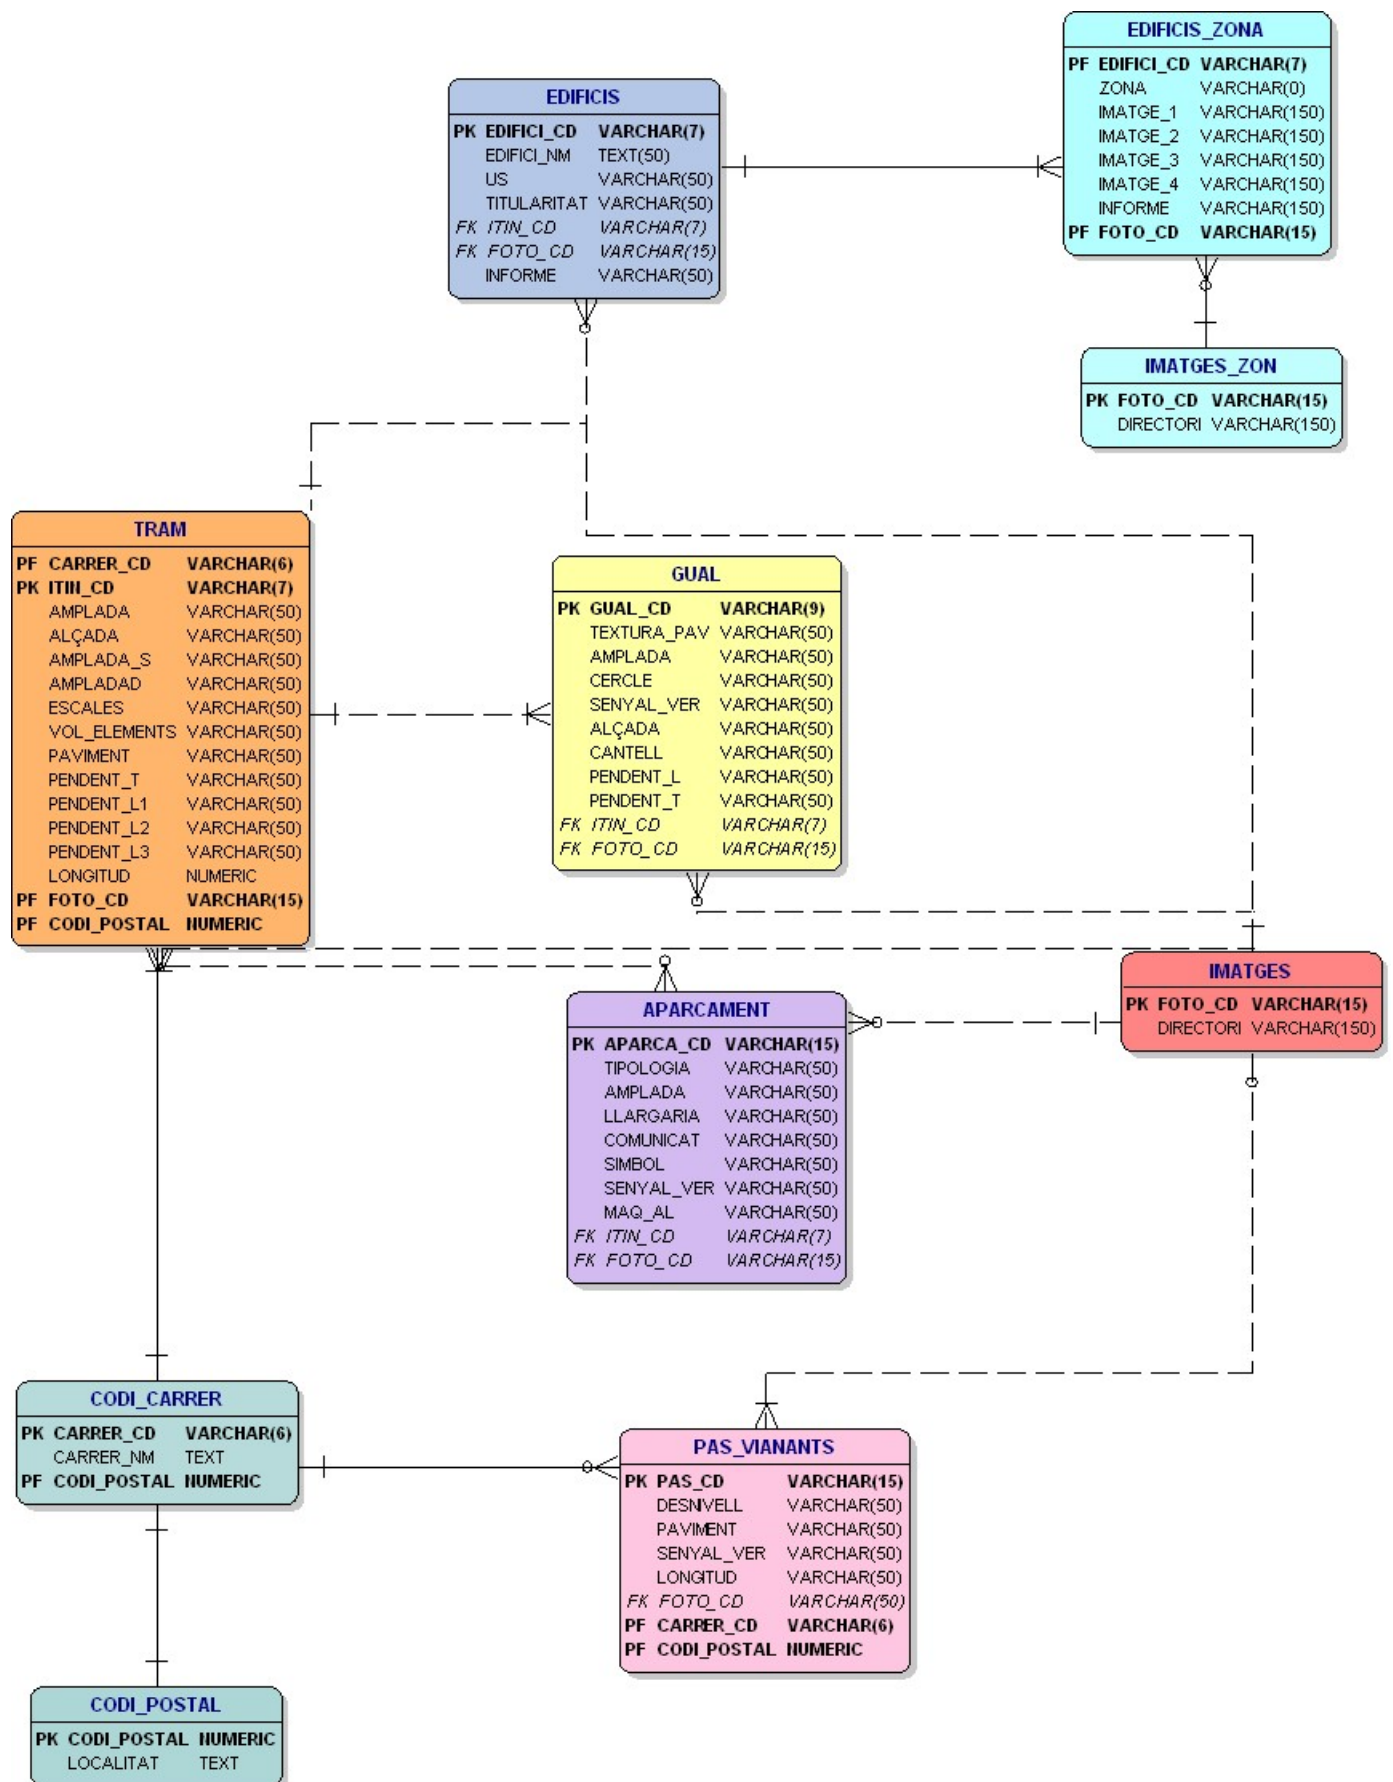 EDIFICIS_ZONA
PF EDIFICI_CD VARCHAR(7)
ZONA VARCHAR(0)
IMATGE_1 VARCHAR(150)
IMATGE_2 VARCHAR(150)
IMATGE_3 VARCHAR(150)
IMATGE_4 VARCHAR(150)
INFORME VARCHAR(150)
PF FOTO_CD VARCHAR(15)
EDIFICIS
PK EDIFICI_CD VARCHAR(7)
EDIFICI_NM TEXT(50)
US VARCHAR(50)
TITULARITAT VARCHAR(50)
FK ITIN_CD VARCHAR(7)
FK FOTO_CD VARCHAR(15)
INFORME VARCHAR(50)
IMATGES_ZON
PK FOTO_CD VARCHAR(15)
DIRECTORI VARCHAR(150)
TRAM
PF CARRER_CD VARCHAR(6)
PK ITIN_CD VARCHAR(7)
AMPLADA VARCHAR(50)
ALÇADA VARCHAR(50)
AMPLADA_S VARCHAR(50)
AMPLADAD VARCHAR(50)
ESCALES VARCHAR(50)
VOL_ELEMENTS VARCHAR(50)
PAVIMENT VARCHAR(50)
PENDENT_T VARCHAR(50)
PENDENT_L1 VARCHAR(50)
PENDENT_L2 VARCHAR(50)
PENDENT_L3 VARCHAR(50)
LONGITUD NUMERIC
PF FOTO_CD VARCHAR(15)
PF CODI_POSTAL NUMERIC
GUAL
PK GUAL_CD VARCHAR(9)
TEXTURA_PAV VARCHAR(50)
AMPLADA VARCHAR(50)
CERCLE VARCHAR(50)
SENYAL_VER VARCHAR(50)
ALÇADA VARCHAR(50)
CANTELL VARCHAR(50)
PENDENT_L VARCHAR(50)
PENDENT_T VARCHAR(50)
FK ITIN_CD VARCHAR(7)
FK FOTO_CD VARCHAR(15)
IMATGES
PK FOTO_CD VARCHAR(15)
DIRECTORI VARCHAR(150)
APARCAMENT
PK APARCA_CD VARCHAR(15)
TIPOLOGIA VARCHAR(50)
AMPLADA VARCHAR(50)
LLARGARIA VARCHAR(50)
COMUNICAT VARCHAR(50)
SIMBOL VARCHAR(50)
SENYAL_VER VARCHAR(50)
MAQ_AL VARCHAR(50)
FK ITIN_CD VARCHAR(7)
FK FOTO_CD VARCHAR(15)
CODI_CARRER
PK CARRER_CD VARCHAR(6)
CARRER_NM TEXT
PF CODI_POSTAL NUMERIC
PAS_VIANANTS
PK PAS_CD VARCHAR(15)
DESNIVELL VARCHAR(50)
PAVIMENT VARCHAR(50)
SENYAL_VER VARCHAR(50)
LONGITUD VARCHAR(50)
FK FOTO_CD VARCHAR(50)
PF CARRER_CD VARCHAR(6)
PF CODI_POSTAL NUMERIC
CODI_POSTAL
PK CODI_POSTAL NUMERIC
LOCALITAT TEXT